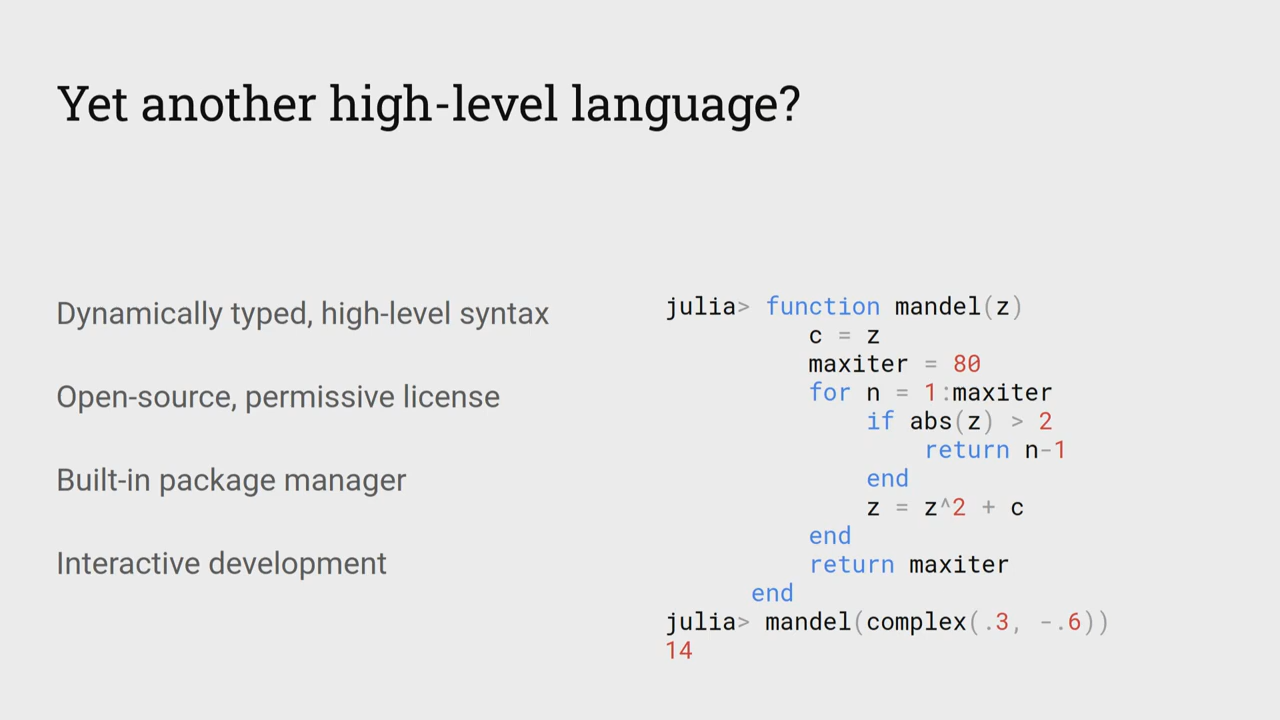 Yet another high-level language?
Dynamically typed, high-level syntax
Open-source, permissive license
Built-in package manager
Interactive development
julia> function mandel(z)
c = z
maxiter = 80
for n = 1:maxiter
if abs(z) > 2
return n-1
end
z = z^2 + c
end
return maxiter
end
julia> mandel(complex(.3, -.6))
14